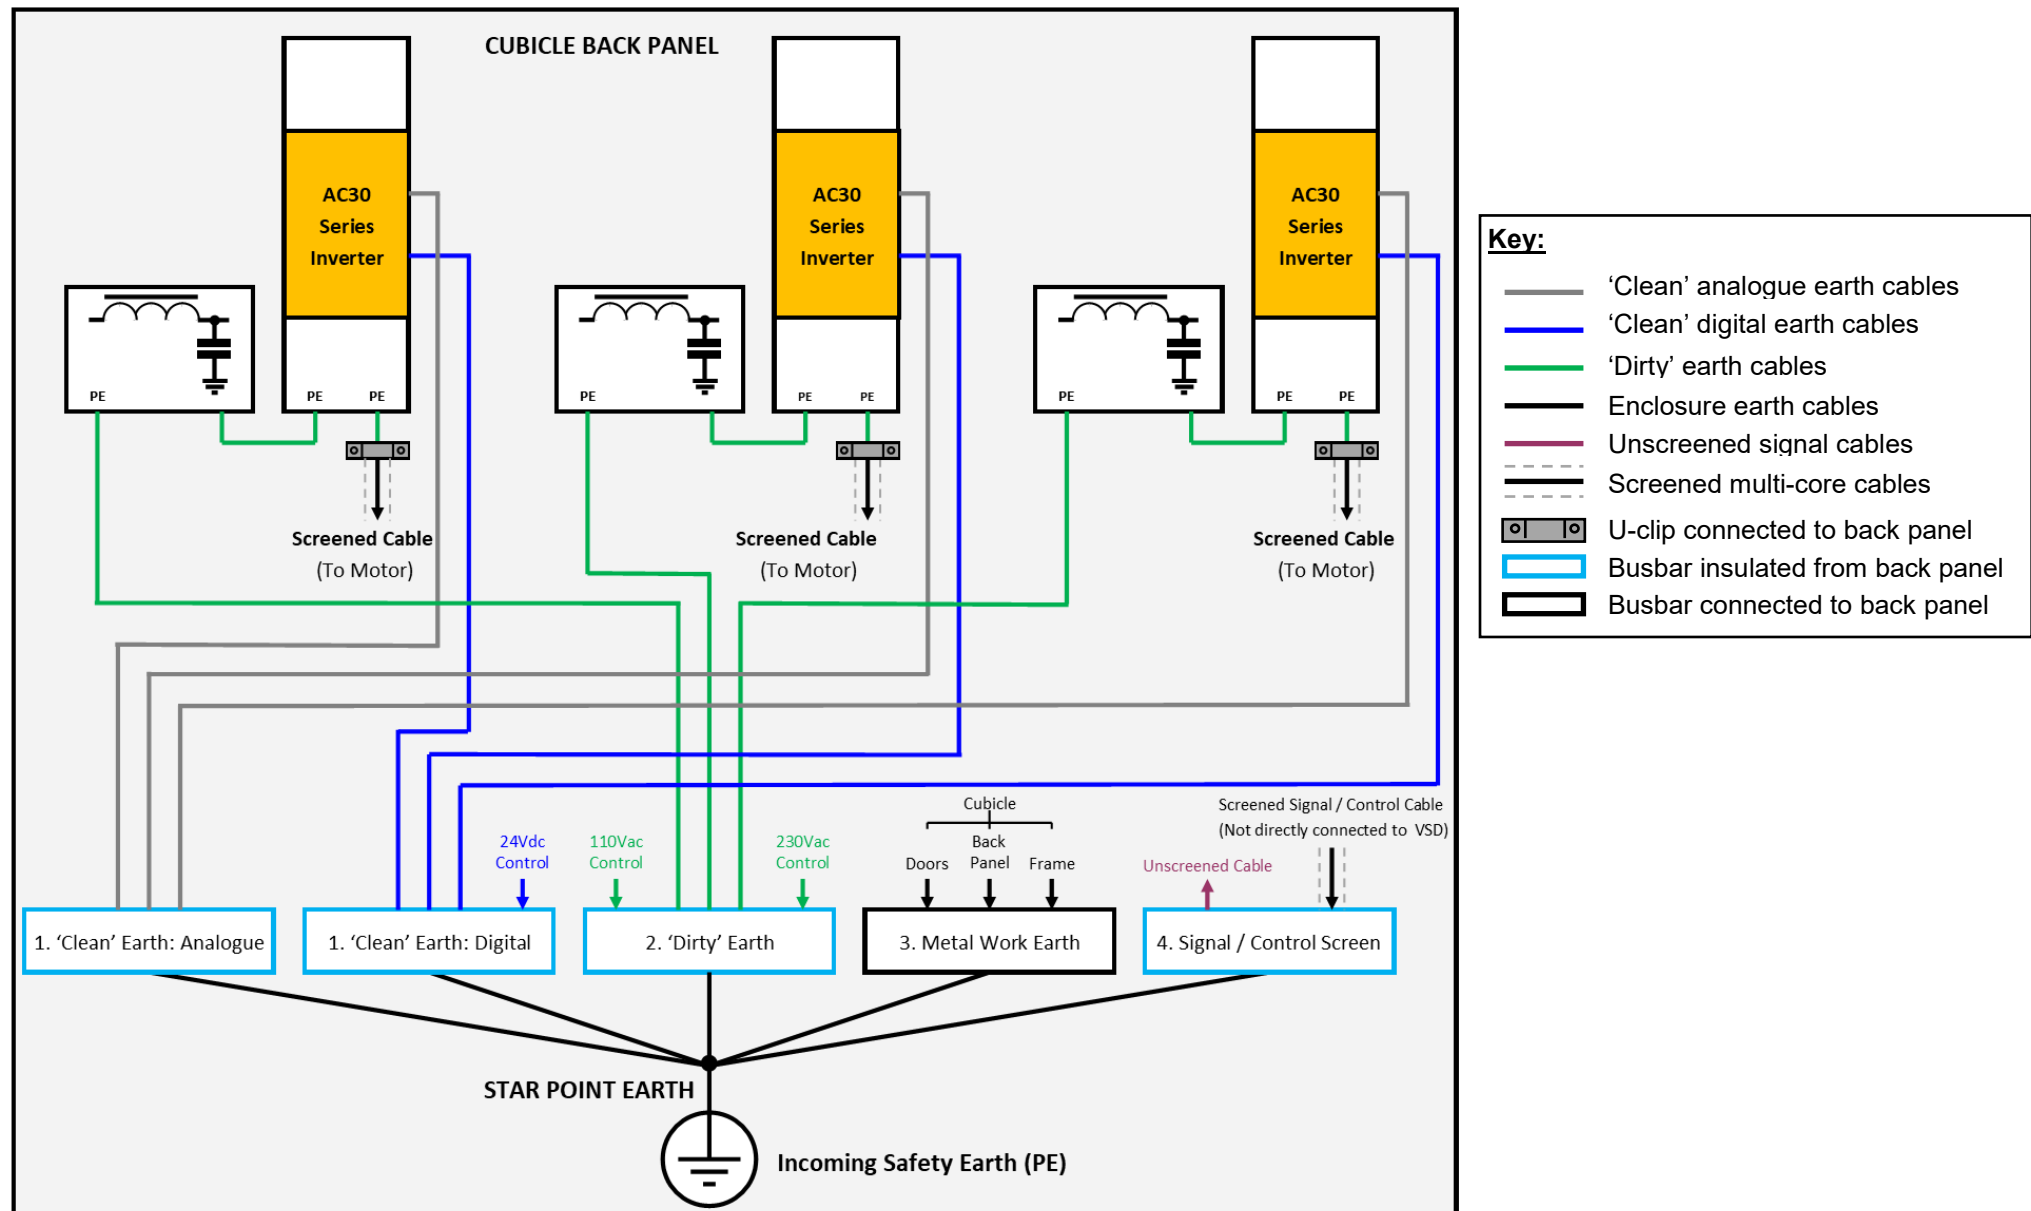 CUBICLE BACK PANEL
AC30
Series
Inverter
AC30
Series
Inverter
AC30
Series
Inverter
PE
PE
PE
PE
PE
PE
PE
PE
PE
Screened Cable
(To Motor)
Screened Cable
(To Motor)
Screened Cable
(To Motor)
Key:
‘Clean’ analogue earth cables
‘Clean’ digital earth cables
‘Dirty’ earth cables
Enclosure earth cables
Unscreened signal cables
Screened multi-core cables
U-clip connected to back panel
Busbar insulated from back panel
Busbar connected to back panel
24Vdc
Control
110Vac
Control
230Vac
Control
Cubicle
Doors
Back
Panel
Frame
Screened Signal / Control Cable
(Not directly connected to VSD)
Unscreened Cable
1. ‘Clean’ Earth: Analogue
1. ‘Clean’ Earth: Digital
2. ‘Dirty’ Earth
3. Metal Work Earth
4. Signal / Control Screen
STAR POINT EARTH
Incoming Safety Earth (PE)